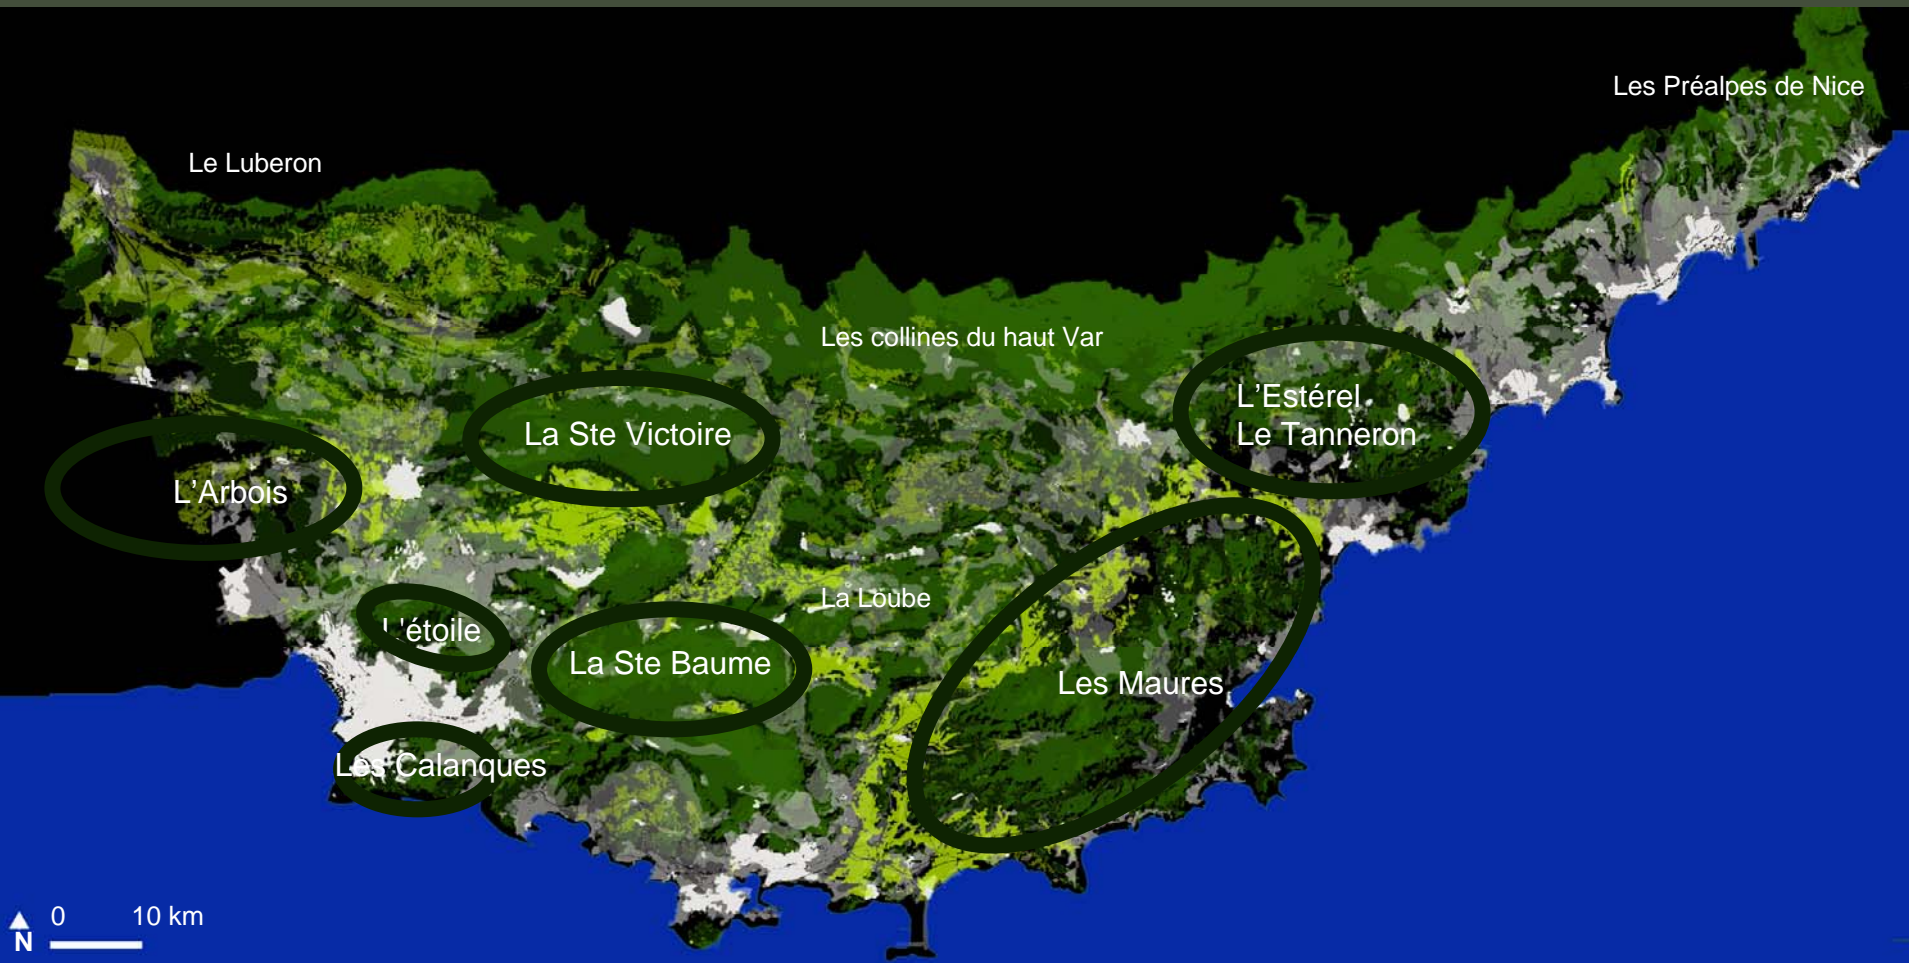 Les Préalpes de Nice
Le Luberon
Les collines du haut Var
L'Estérel
Le Tanneron
La Ste Victoire
L'Arbois
La Loube
L'étoile
La Ste Baume
Les Maures
Les Calanques
0 10 km
N